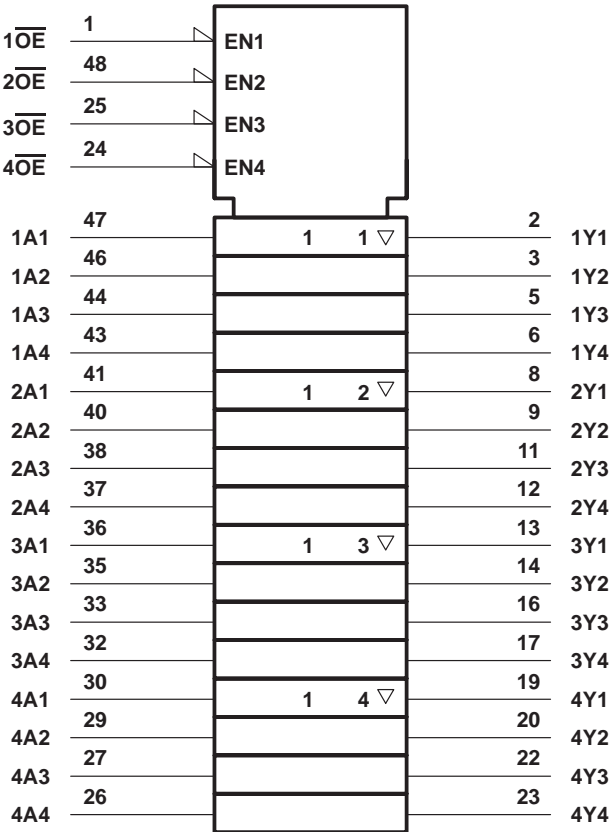 1O̅E̅ 1 EN1
2O̅E̅ 48 EN2
3O̅E̅ 25 EN3
4O̅E̅ 24 EN4
1A1 47 1 1 ▽ 2 1Y1
1A2 46 3 1Y2
1A3 44 5 1Y3
1A4 43 6 1Y4
2A1 41 1 2 ▽ 8 2Y1
2A2 40 9 2Y2
2A3 38 11 2Y3
2A4 37 12 2Y4
3A1 36 1 3 ▽ 13 3Y1
3A2 35 14 3Y2
3A3 33 16 3Y3
3A4 32 17 3Y4
4A1 30 1 4 ▽ 19 4Y1
4A2 29 20 4Y2
4A3 27 22 4Y3
4A4 26 23 4Y4